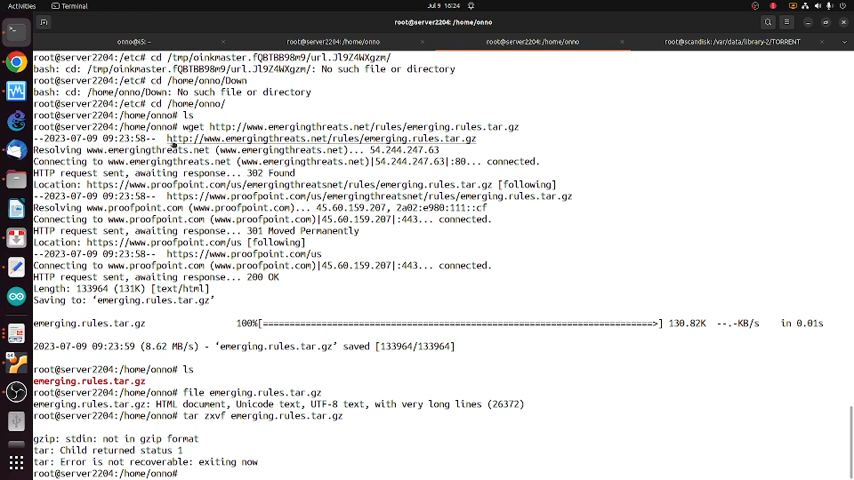 Activities Terminal Jul 9 16:24
root@server2204: /home/onno
onno@i5: ~ root@server2204: /home/onno root@server2204: /home/onno root@scandisk: /var/data/library-2/TORRENT
root@server2204:/etc# cd /tmp/oinkmaster.fQBTBB98m9/url.Jl9Z4WXgzm/
bash: cd: /tmp/oinkmaster.fQBTBB98m9/url.Jl9Z4WXgzm/: No such file or directory
root@server2204:/etc# cd /home/onno/Down
bash: cd: /home/onno/Down: No such file or directory
root@server2204:/etc# cd /home/onno/
root@server2204:/home/onno# ls
root@server2204:/home/onno# wget http://www.emergingthreats.net/rules/emerging.rules.tar.gz
--2023-07-09 09:23:58-- http://www.emergingthreats.net/rules/emerging.rules.tar.gz
Resolving www.emergingthreats.net (www.emergingthreats.net)... 54.244.247.63
Connecting to www.emergingthreats.net (www.emergingthreats.net)|54.244.247.63|:80... connected.
HTTP request sent, awaiting response... 302 Found
Location: https://www.proofpoint.com/us/emergingthreatsnet/rules/emerging.rules.tar.gz [following]
--2023-07-09 09:23:58-- https://www.proofpoint.com/us/emergingthreatsnet/rules/emerging.rules.tar.gz
Resolving www.proofpoint.com (www.proofpoint.com)... 45.60.159.207, 2a02:e980:111::cf
Connecting to www.proofpoint.com (www.proofpoint.com)|45.60.159.207|:443... connected.
HTTP request sent, awaiting response... 301 Moved Permanently
Location: https://www.proofpoint.com/us [following]
--2023-07-09 09:23:58-- https://www.proofpoint.com/us
Connecting to www.proofpoint.com (www.proofpoint.com)|45.60.159.207|:443... connected.
HTTP request sent, awaiting response... 200 OK
Length: 133964 (131K) [text/html]
Saving to: ‘emerging.rules.tar.gz’
emerging.rules.tar.gz 100%[===================================================================>] 130.82K --.-KB/s in 0.01s
2023-07-09 09:23:59 (8.62 MB/s) - ‘emerging.rules.tar.gz’ saved [133964/133964]
root@server2204:/home/onno# ls
emerging.rules.tar.gz
root@server2204:/home/onno# file emerging.rules.tar.gz
emerging.rules.tar.gz: HTML document, Unicode text, UTF-8 text, with very long lines (26372)
root@server2204:/home/onno# tar zxvf emerging.rules.tar.gz
gzip: stdin: not in gzip format
tar: Child returned status 1
tar: Error is not recoverable: exiting now
root@server2204:/home/onno#